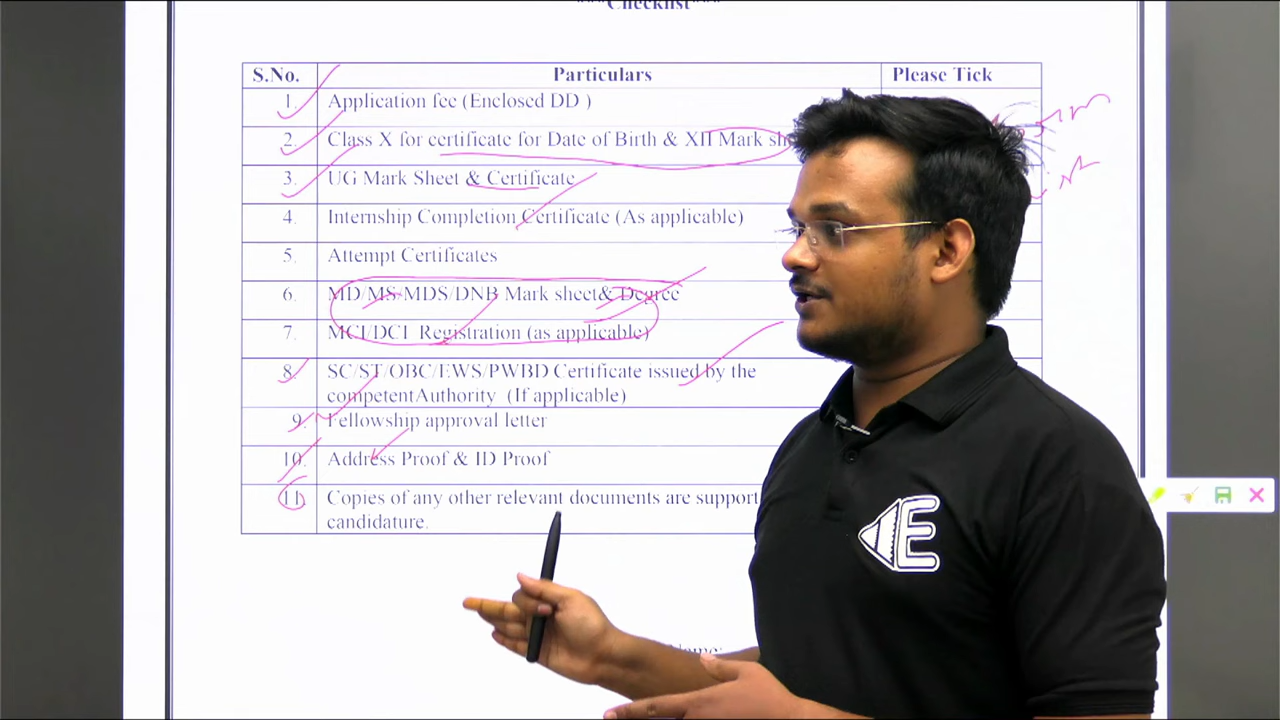 ***Checklist***
S.No. Particulars Please Tick
1. Application fee (Enclosed DD )
2. Class X for certificate for Date of Birth & XII Mark
3. UG Mark Sheet & Certificate
4. Internship Completion Certificate (As applicable)
5. Attempt Certificates
6. MD/MS-MDS/DNB Mark sheet& Degree
7. MCI/DCI Registration (as applicable)
8. SC/ST/OBC/EWS/PWBD Certificate issued by the
competentAuthority (If applicable)
9. Fellowship approval letter
10. Address Proof & ID Proof
11. Copies of any other relevant documents are support
candidature.
Name:
E